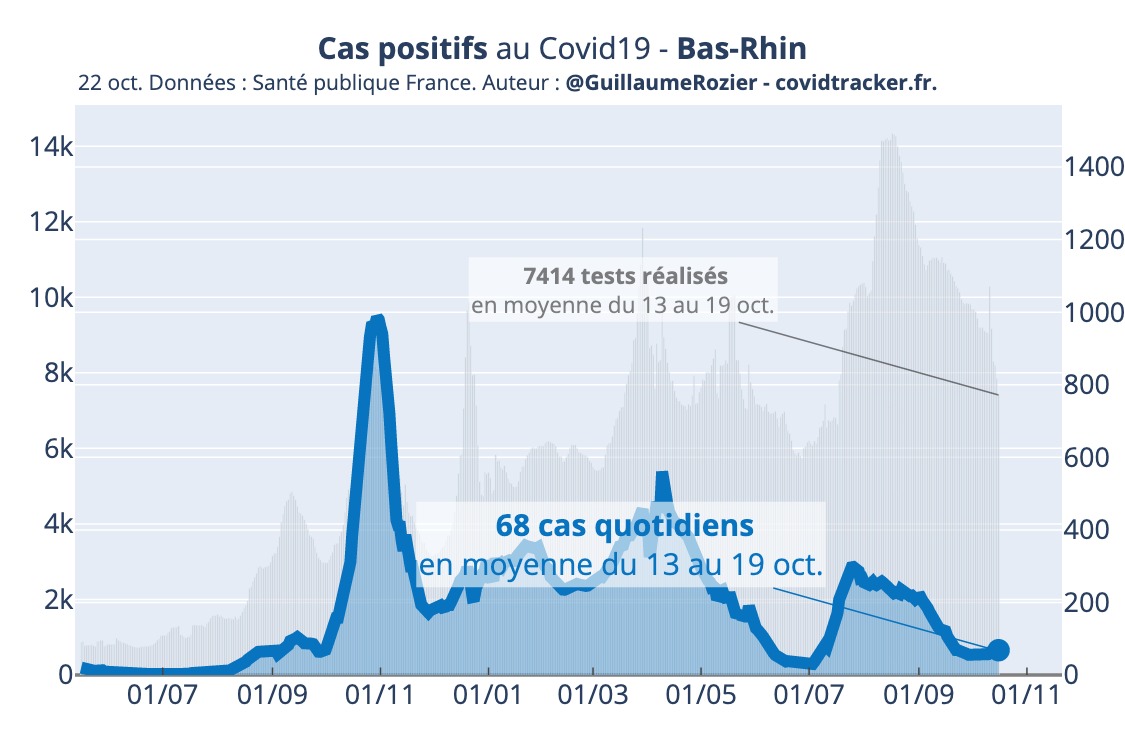 Cas positifs au Covid19 - Bas-Rhin
22 oct. Données : Santé publique France. Auteur : @GuillaumeRozier - covidtracker.fr.
14k
1400
12k
1200
7414 tests réalisés
en moyenne du 13 au 19 oct.
10k
1000
8k
800
6k
600
4k
400
68 cas quotidiens
en moyenne du 13 au 19 oct.
2k
200
0
0
01/07 01/09 01/11 01/01 01/03 01/05 01/07 01/09 01/11